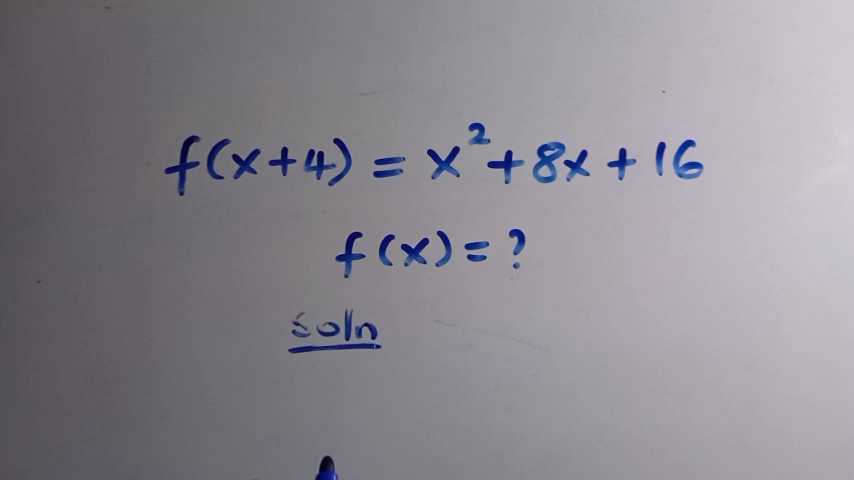 f(x+4) = x²+8x+16
f(x)=?
soln